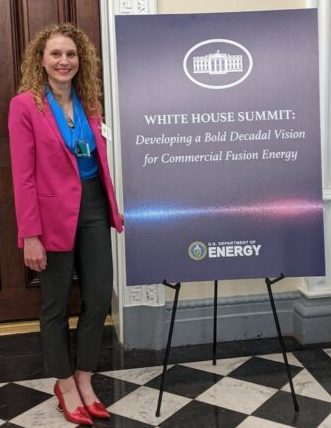 WHITE HOUSE SUMMIT:
Developing a Bold Decadal Vision
for Commercial Fusion Energy
U.S. DEPARTMENT OF
ENERGY